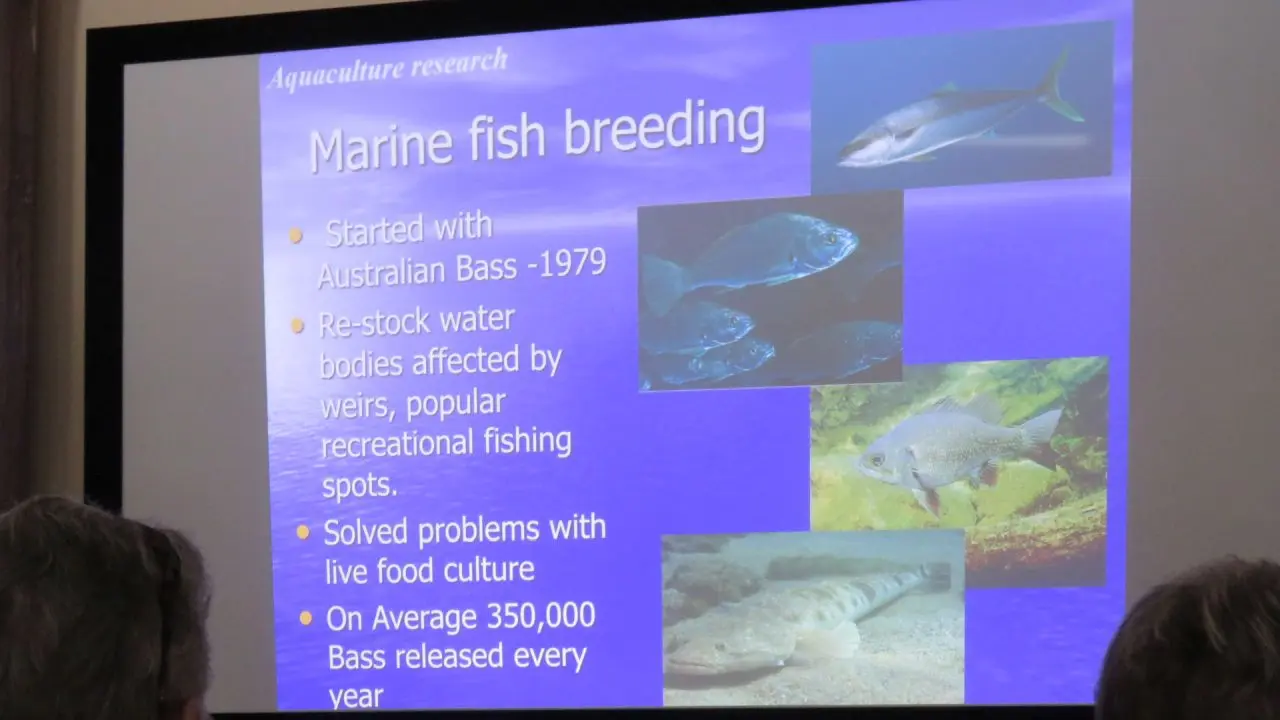 Aquaculture research
Marine fish breeding
Started with
Australian Bass -1979
Re-stock water
bodies affected by
weirs, popular
recreational fishing
spots.
Solved problems with
live food culture
On Average 350,000
Bass released every
year